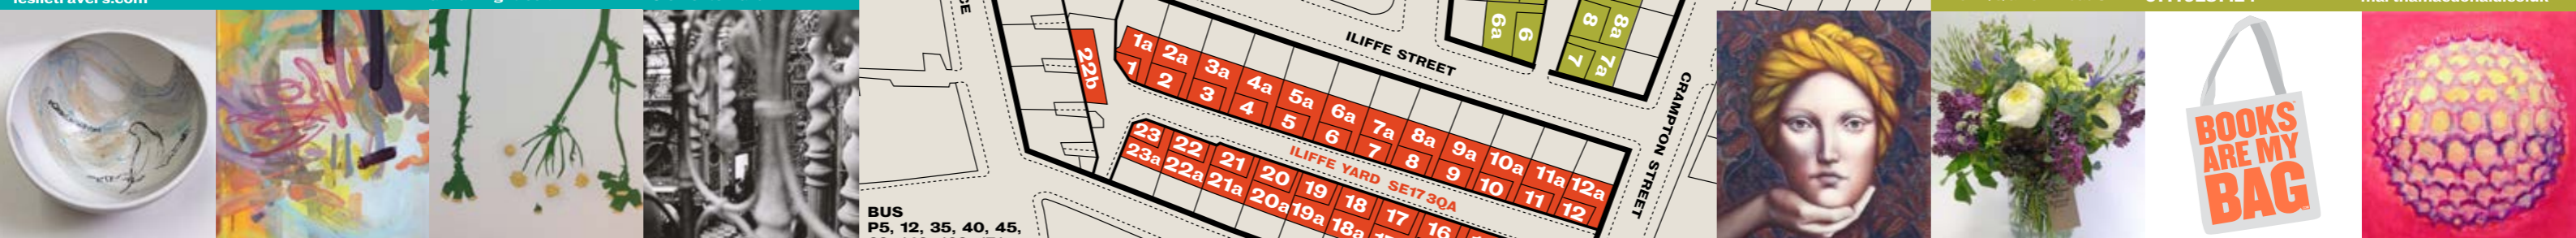 leslietravers.com
ILIFFE STREET
6a
6
8
8a
7
7a
22b
1a
2a
3a
4a
5a
6a
7a
8a
9a
10a
11a
12a
1
2
3
4
5
6
7
8
9
10
11
12
CRAMPTON STREET
ILIFFE YARD SE17 3QA
23
22
21
20
19
18
17
16
23a
22a
21a
20a
19a
18a
BUS
P5, 12, 35, 40, 45,
BOOKS
ARE MY
BAG